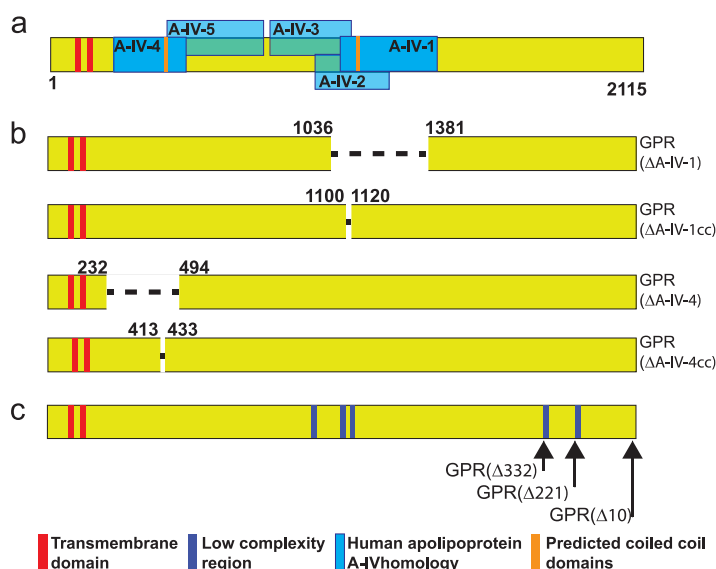 a
A-IV-5
A-IV-3
A-IV-4
A-IV-1
A-IV-2
1
2115
b
1036
1381
GPR
(ΔA-IV-1)
1100
1120
GPR
(ΔA-IV-1cc)
232
494
GPR
(ΔA-IV-4)
413
433
GPR
(ΔA-IV-4cc)
c
GPR(Δ332)
GPR(Δ221)
GPR(Δ10)
Transmembrane
domain
Low complexity
region
Human apolipoprotein
A-IVhomology
Predicted coiled coil
domains